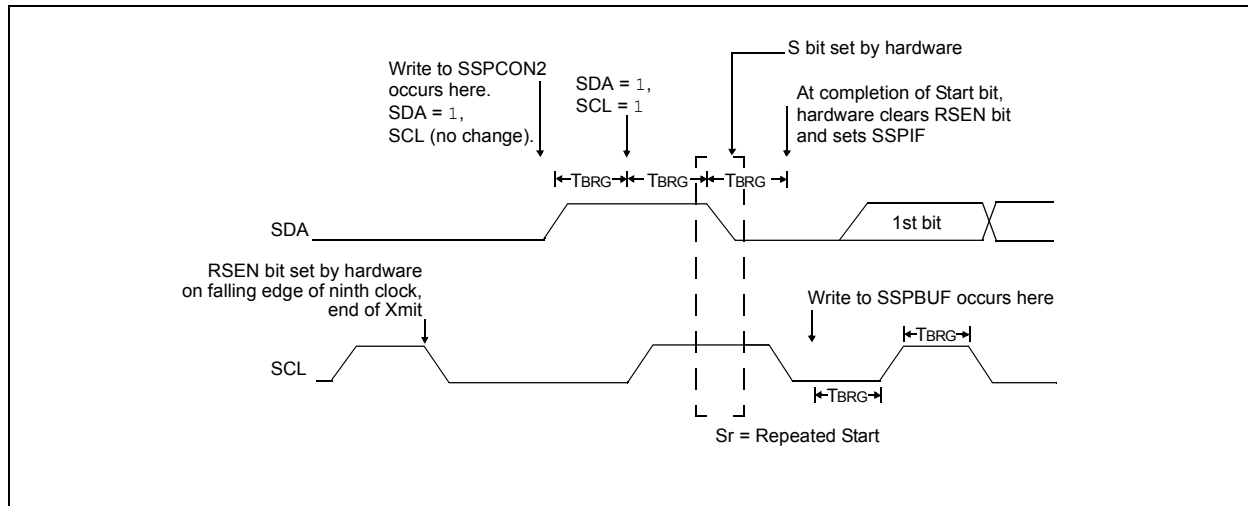 S bit set by hardware
Write to SSPCON2
occurs here.
SDA = 1,
SCL (no change).
SDA = 1,
SCL = 1
At completion of Start bit,
hardware clears RSEN bit
and sets SSPIF
TBRG
TBRG
TBRG
SDA
1st bit
RSEN bit set by hardware
on falling edge of ninth clock,
end of Xmit
Write to SSPBUF occurs here
TBRG
SCL
TBRG
Sr = Repeated Start